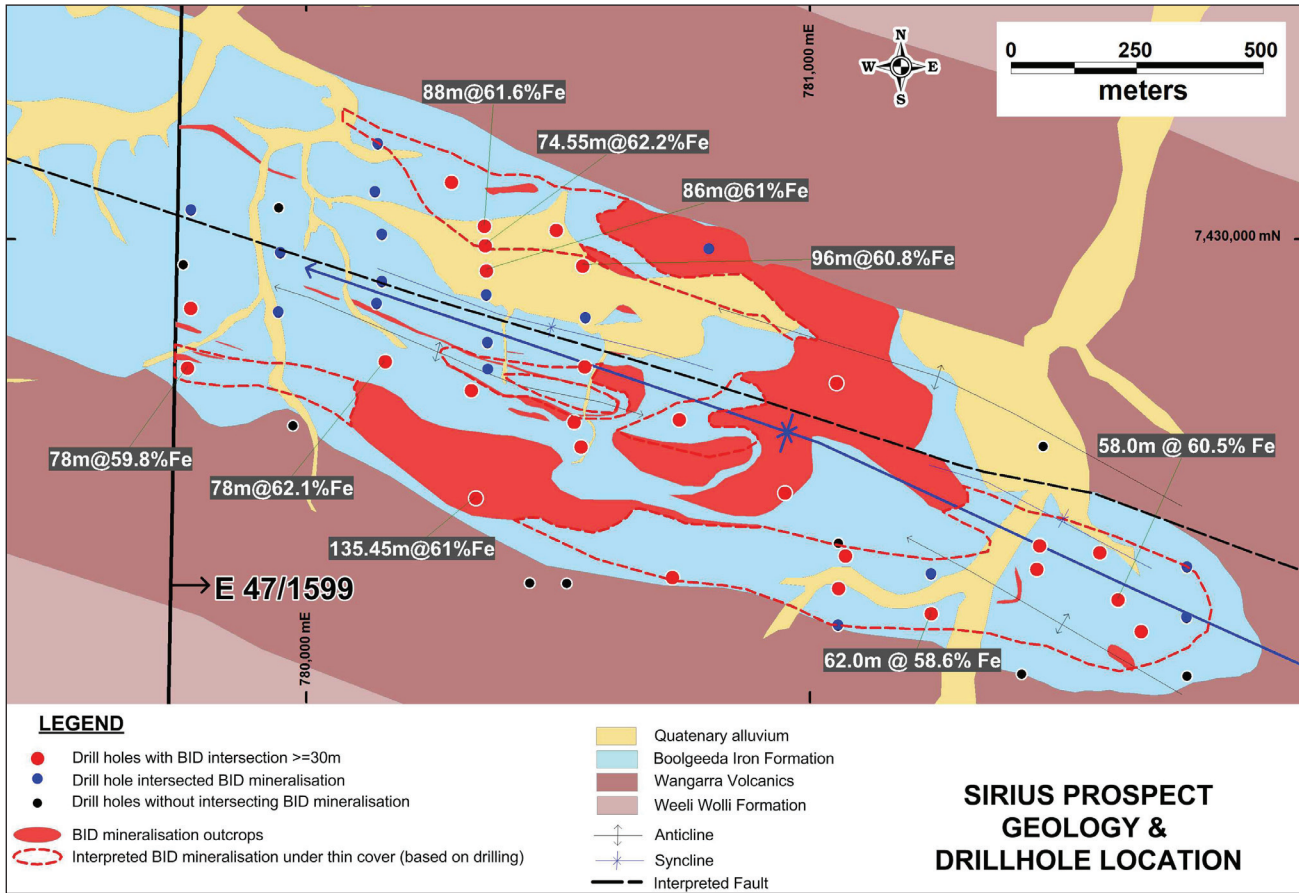 781,000 mE
N
W E
S
0 250 500
meters
88m@61.6%Fe
74.55m@62.2%Fe
86m@61%Fe
7,430,000 mN
96m@60.8%Fe
58.0m @ 60.5% Fe
78m@59.8%Fe
78m@62.1%Fe
135.45m@61%Fe
E 47/1599
780,000 mE
62.0m @ 58.6% Fe
LEGEND
Drill holes with BID intersection >=30m
Drill hole intersected BID mineralisation
Drill holes without intersecting BID mineralisation
BID mineralisation outcrops
Interpreted BID mineralisation under thin cover (based on drilling)
Quaternary alluvium
Boolgeeda Iron Formation
Wangarra Volcanics
Weeli Wolli Formation
Anticline
Syncline
Interpreted Fault
SIRIUS PROSPECT
GEOLOGY &
DRILLHOLE LOCATION